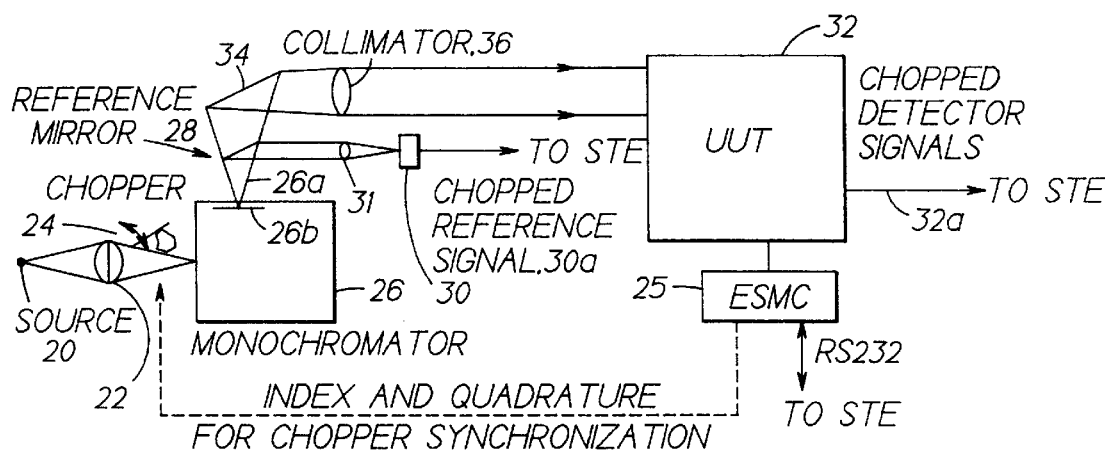 32
34
COLLIMATOR,36
REFERENCE
MIRROR
28
CHOPPED
DETECTOR
SIGNALS
UUT
TO STE
26a
31
CHOPPER
24
26b
CHOPPED
REFERENCE
SIGNAL,30a
TO STE
32a
26
30
25
ESMC
SOURCE
20
22
MONOCHROMATOR
RS232
INDEX AND QUADRATURE
FOR CHOPPER SYNCHRONIZATION
TO STE